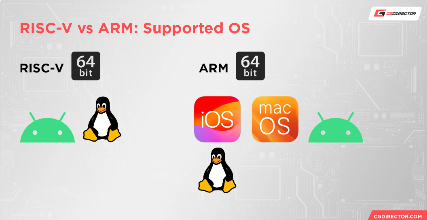 CGDIRECTOR
RISC-V vs ARM: Supported OS
RISC-V 64 bit
ARM 64 bit
iOS
mac OS
CGDIRECTOR.COM